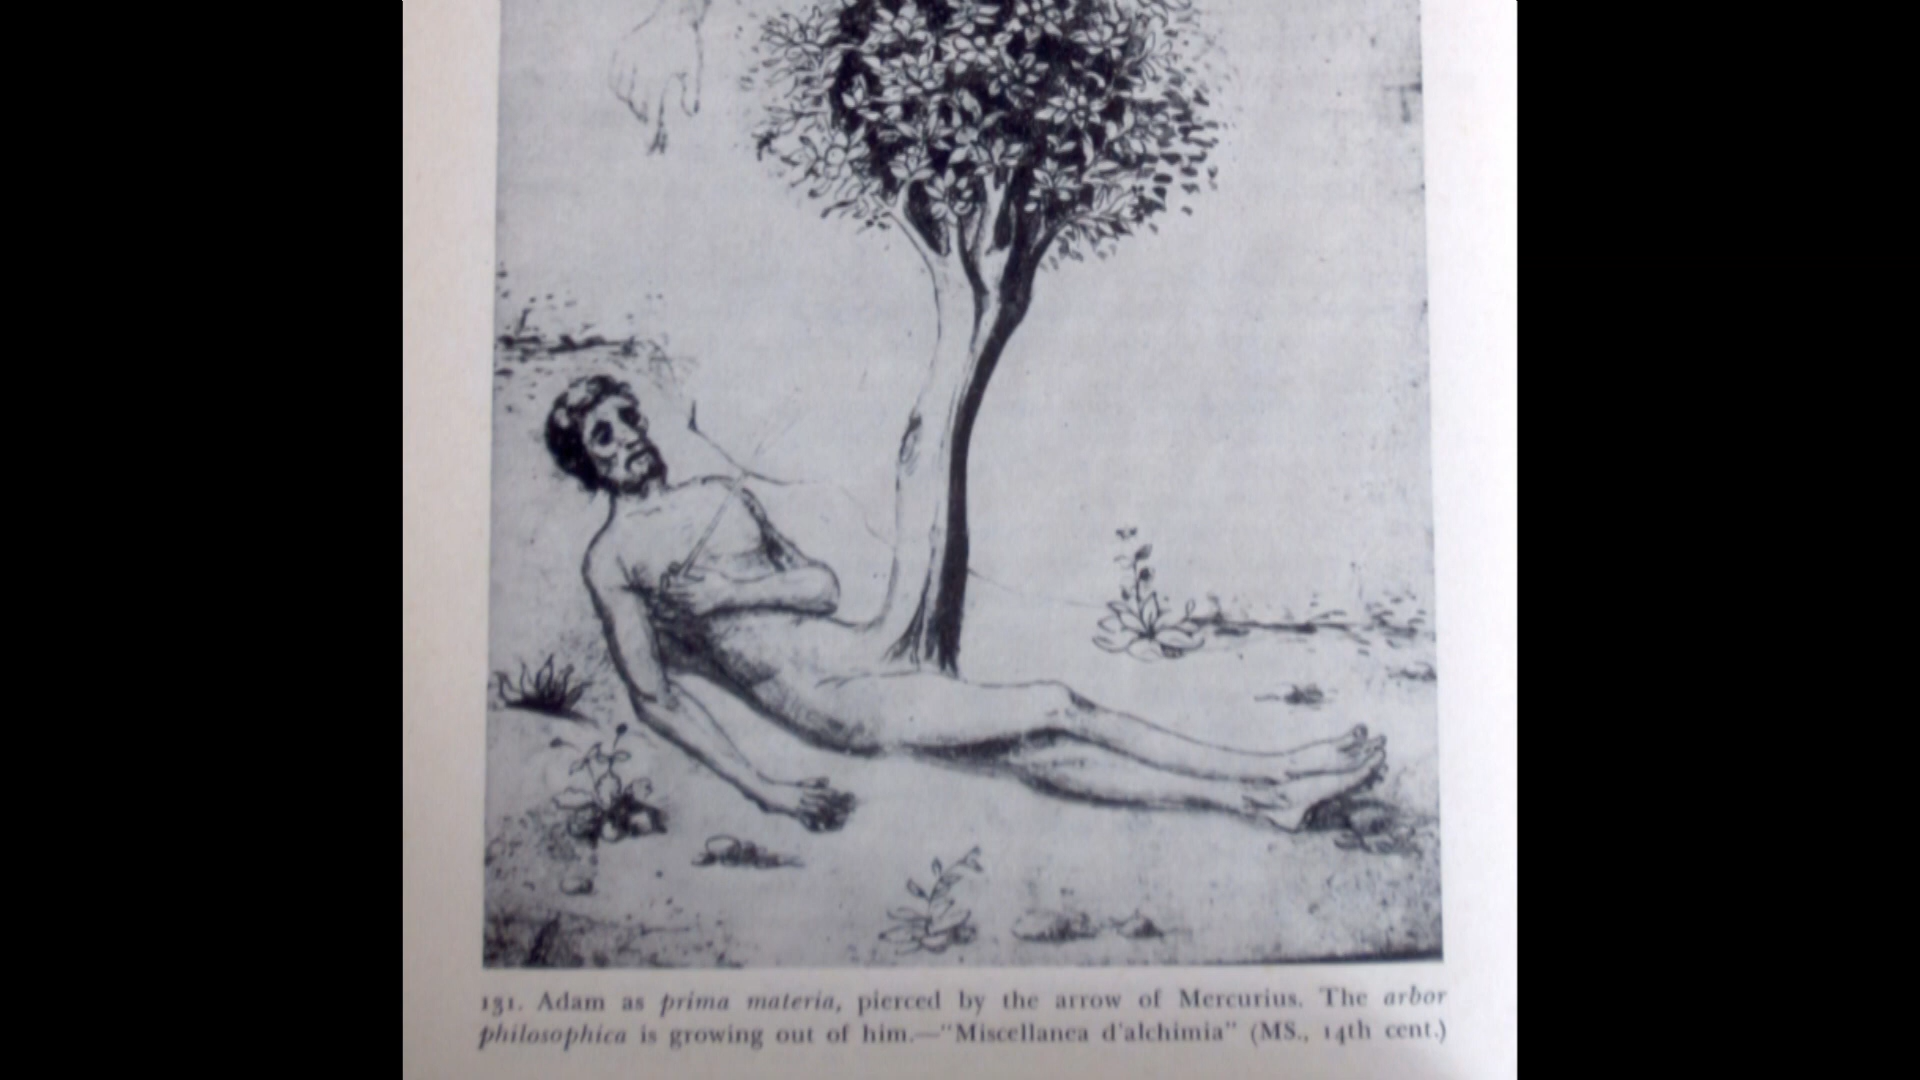 131. Adam as prima materia, pierced by the arrow of Mercurius. The arbor
philosophica is growing out of him.—"Miscellanea d'alchimia" (MS., 14th cent.)